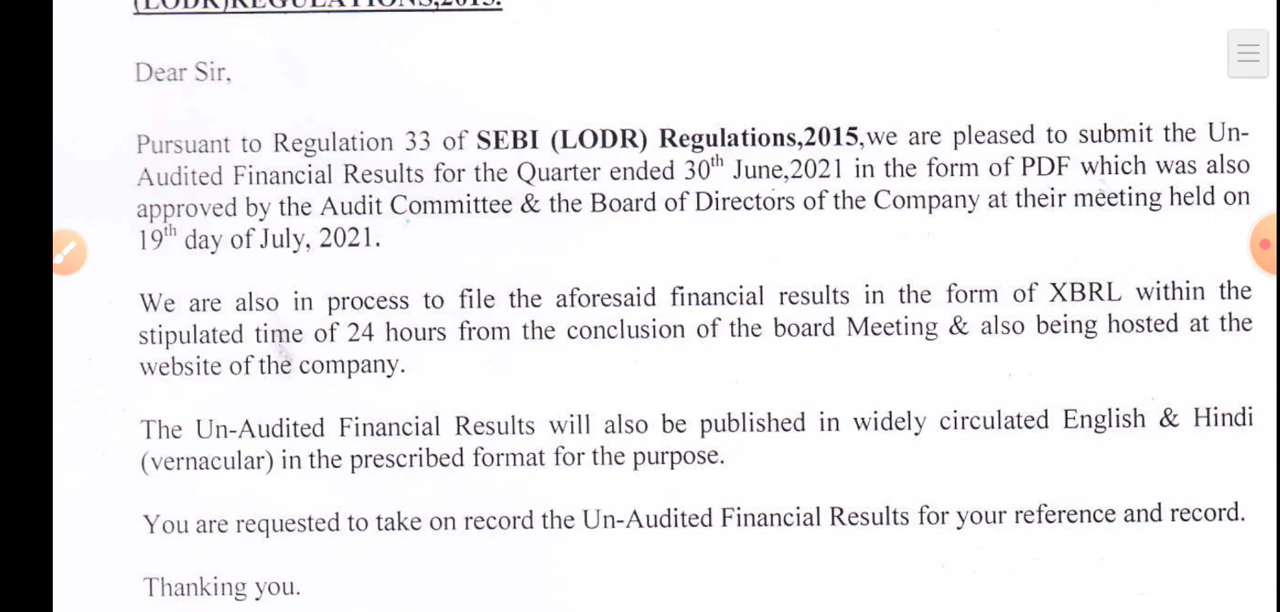 (LODR)REGULATIONS,2015.
Dear Sir,
Pursuant to Regulation 33 of SEBI (LODR) Regulations,2015,we are pleased to submit the Un-
Audited Financial Results for the Quarter ended 30th June,2021 in the form of PDF which was also
approved by the Audit Committee & the Board of Directors of the Company at their meeting held on
19th day of July, 2021.
We are also in process to file the aforesaid financial results in the form of XBRL within the
stipulated time of 24 hours from the conclusion of the board Meeting & also being hosted at the
website of the company.
The Un-Audited Financial Results will also be published in widely circulated English & Hindi
(vernacular) in the prescribed format for the purpose.
You are requested to take on record the Un-Audited Financial Results for your reference and record.
Thanking you.